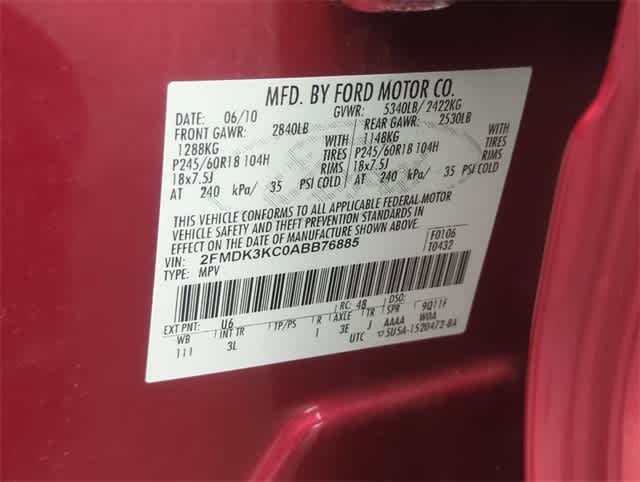 MFD. BY FORD MOTOR CO.
DATE: 06/10 GVWR: 5340LB/ 2422KG
FRONT GAWR: 2840LB REAR GAWR: 2530LB
1288KG WITH 1148KG WITH
P245/60R18 104H TIRES P245/60R18 104H TIRES
18x7.5J RIMS 18x7.5J RIMS
AT 240 kPa/ 35 PSI COLD AT 240 kPa/ 35 PSI COLD
THIS VEHICLE CONFORMS TO ALL APPLICABLE FEDERAL MOTOR
VEHICLE SAFETY AND THEFT PREVENTION STANDARDS IN
EFFECT ON THE DATE OF MANUFACTURE SHOWN ABOVE.
VIN: 2FMDK3KC0ABB76885 F0106
TYPE: MPV T0432
EXT PNT: U6 RC: 48 DSO:
WB INT TR TP/PS R AXLE TR SPR 9Q11F
111 3L I 3E J AAAA W0A
UTC 5U5A-1520472-BA